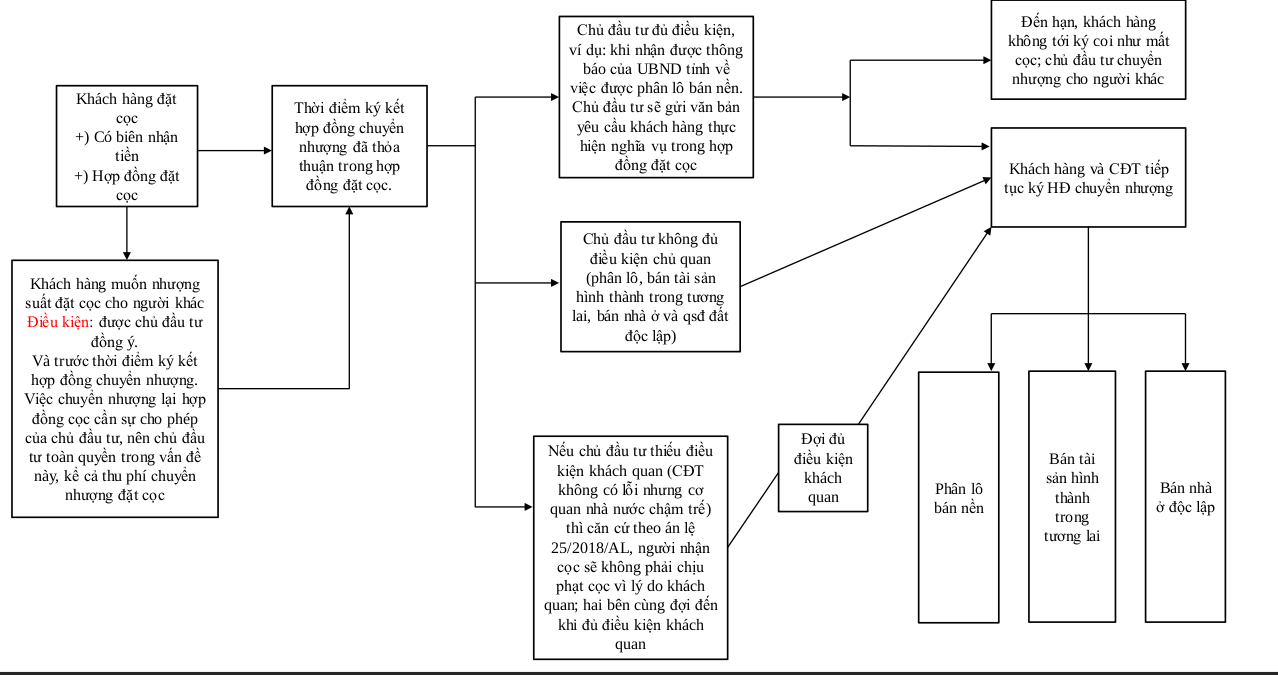 Khách hàng đặt
cọc
+) Có biên nhận
tiền
+) Hợp đồng đặt
cọc
Khách hàng muốn nhượng
suất đặt cọc cho người khác
Điều kiện: được chủ đầu tư
đồng ý.
Và trước thời điểm ký kết
hợp đồng chuyển nhượng.
Việc chuyển nhượng lại hợp
đồng cọc cần sự cho phép
của chủ đầu tư, nên chủ đầu
tư toàn quyền trong vấn đề
này, kể cả thu phí chuyển
nhượng đặt cọc
Thời điểm ký kết
hợp đồng chuyển
nhượng đã thỏa
thuận trong hợp
đồng đặt cọc.
Chủ đầu tư đủ điều kiện,
ví dụ: khi nhận được thông
báo của UBND tỉnh về
việc được phân lô bán nền.
Chủ đầu tư sẽ gửi văn bản
yêu cầu khách hàng thực
hiện nghĩa vụ trong hợp
đồng đặt cọc
Chủ đầu tư không đủ
điều kiện chủ quan
(phân lô, bán tài sản
hình thành trong tương
lai, bán nhà ở và qsđ đất
độc lập)
Nếu chủ đầu tư thiếu điều
kiện khách quan (CĐT
không có lỗi nhưng cơ
quan nhà nước chậm trễ)
thì căn cứ theo án lệ
25/2018/AL, người nhận
cọc sẽ không phải chịu
phạt cọc vì lý do khách
quan; hai bên cùng đợi đến
khi đủ điều kiện khách
quan
Đợi đủ
điều kiện
khách
quan
Đến hạn, khách hàng
không tới ký coi như mất
cọc; chủ đầu tư chuyển
nhượng cho người khác
Khách hàng và CĐT tiếp
tục ký HĐ chuyển nhượng
Phân lô
bán nền
Bán tài
sản hình
thành
trong
tương lai
Bán nhà
ở độc lập